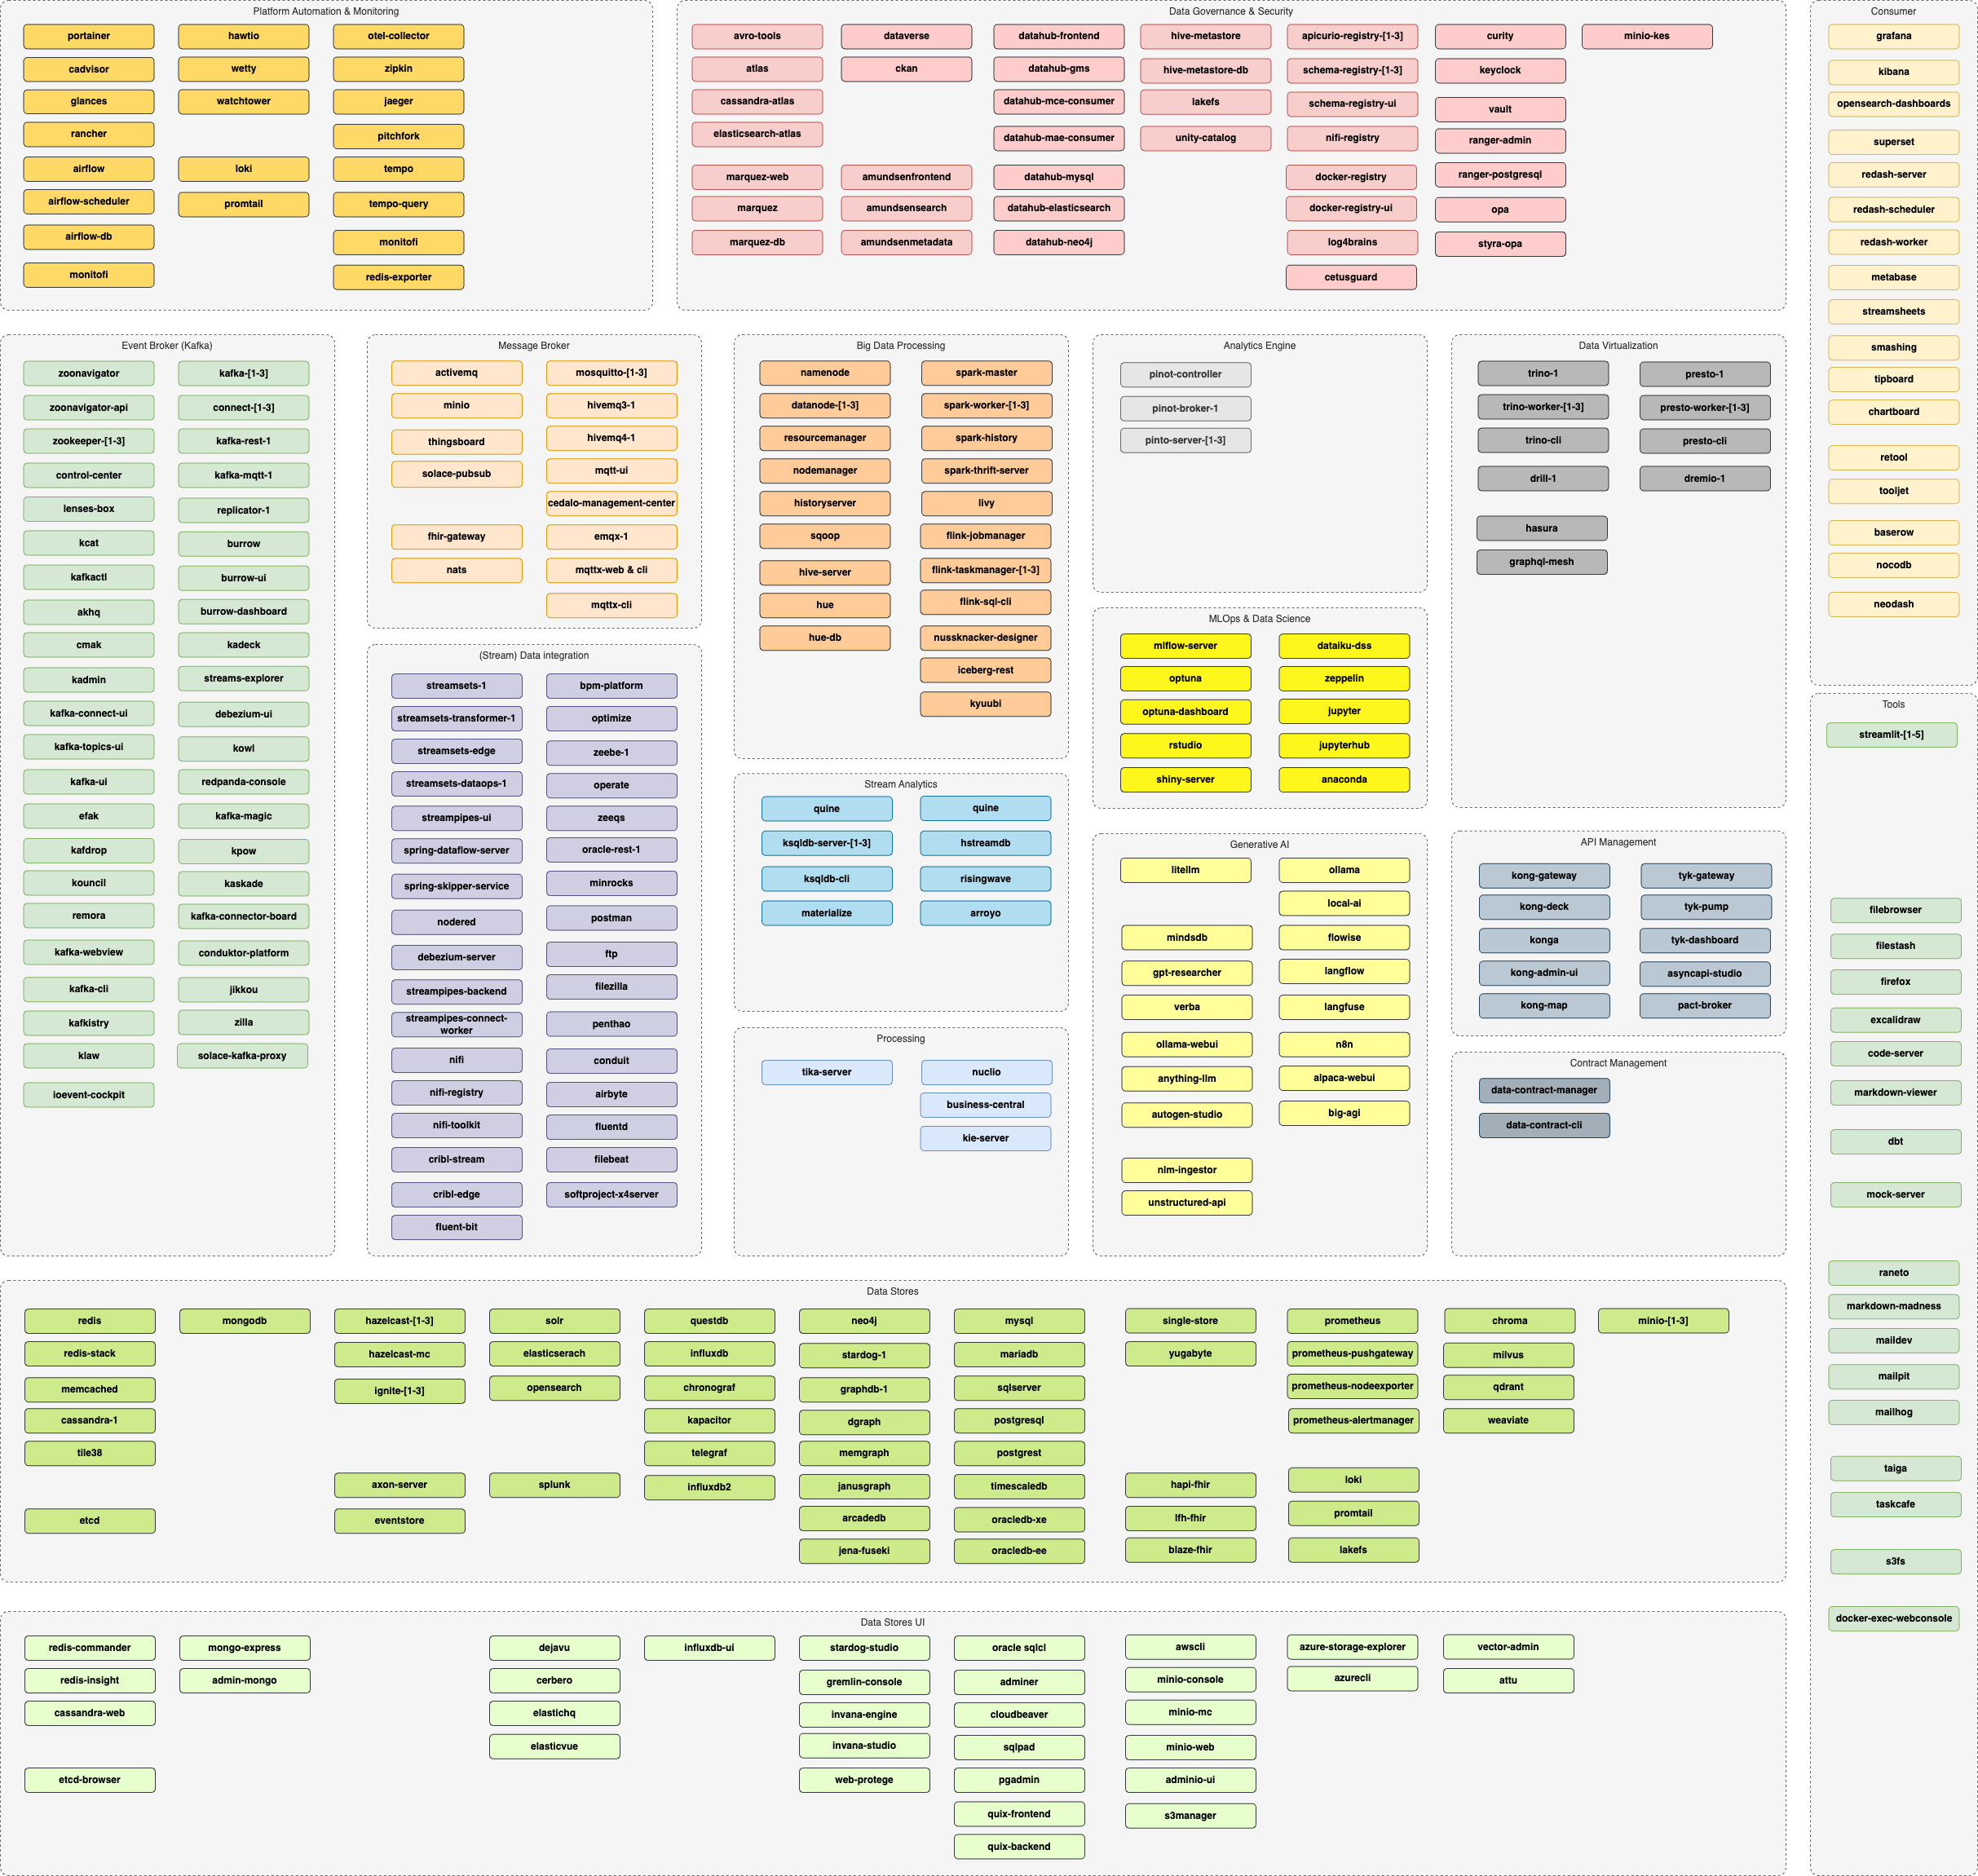 Platform Automation & Monitoring
portainer
cadvisor
glances
rancher
airflow
airflow-scheduler
airflow-db
monitofi
hawtio
wetty
watchtower
loki
promtail
otel-collector
zipkin
jaeger
pitchfork
tempo
tempo-query
monitofi
redis-exporter
Data Governance & Security
avro-tools
atlas
cassandra-atlas
elasticsearch-atlas
marquez-web
marquez
marquez-db
dataverse
ckan
amundsenfrontend
amundsensearch
amundsenmetadata
datahub-frontend
datahub-gms
datahub-mce-consumer
datahub-mae-consumer
datahub-mysql
datahub-elasticsearch
datahub-neo4j
hive-metastore
hive-metastore-db
lakefs
unity-catalog
apicurio-registry-[1-3]
schema-registry-[1-3]
schema-registry-ui
nifi-registry
docker-registry
docker-registry-ui
log4brains
cetusguard
curity
keyclock
vault
ranger-admin
ranger-postgresql
opa
styra-opa
minio-kes
Consumer
grafana
kibana
opensearch-dashboards
superset
redash-server
redash-scheduler
redash-worker
metabase
streamsheets
smashing
tipboard
chartboard
retool
tooljet
baserow
nocodb
neodash
Event Broker (Kafka)
zoonavigator
zoonavigator-api
zookeeper-[1-3]
control-center
lenses-box
kcat
kafkactl
akhq
cmak
kadmin
kafka-connect-ui
kafka-topics-ui
kafka-ui
efak
kafdrop
kouncil
remora
kafka-webview
kafka-cli
kafkistry
klaw
ioevent-cockpit
kafka-[1-3]
connect-[1-3]
kafka-rest-1
kafka-mqtt-1
replicator-1
burrow
burrow-ui
burrow-dashboard
kadeck
streams-explorer
debezium-ui
kowl
redpanda-console
kafka-magic
kpow
kaskade
kafka-connector-board
conduktor-platform
jikkou
zilla
solace-kafka-proxy
Message Broker
activemq
minio
thingsboard
solace-pubsub
fhir-gateway
nats
mosquitto-[1-3]
hivemq3-1
hivemq4-1
mqtt-ui
cedalo-management-center
emqx-1
mqttx-web & cli
mqttx-cli
(Stream) Data integration
streamsets-1
streamsets-transformer-1
streamsets-edge
streamsets-dataops-1
streampipes-ui
spring-dataflow-server
spring-skipper-service
nodered
debezium-server
streampipes-backend
streampipes-connect-
worker
nifi
nifi-registry
nifi-toolkit
cribl-stream
cribl-edge
fluent-bit
bpm-platform
optimize
zeebe-1
operate
zeeqs
oracle-rest-1
minrocks
postman
ftp
filezilla
penthao
conduit
airbyte
fluentd
filebeat
softproject-x4server
Big Data Processing
namenode
datanode-[1-3]
resourcemanager
nodemanager
historyserver
sqoop
hive-server
hue
hue-db
spark-master
spark-worker-[1-3]
spark-history
spark-thrift-server
livy
flink-jobmanager
flink-taskmanager-[1-3]
flink-sql-cli
nussknacker-designer
iceberg-rest
kyuubi
Stream Analytics
quine
ksqldb-server-[1-3]
ksqldb-cli
materialize
quine
hstreamdb
risingwave
arroyo
Processing
tika-server
nuclio
business-central
kie-server
Analytics Engine
pinot-controller
pinot-broker-1
pinto-server-[1-3]
MLOps & Data Science
mlflow-server
optuna
optuna-dashboard
rstudio
shiny-server
dataiku-dss
zeppelin
jupyter
jupyterhub
anaconda
Generative AI
litellm
mindsdb
gpt-researcher
verba
ollama-webui
anything-llm
autogen-studio
nlm-ingestor
unstructured-api
ollama
local-ai
flowise
langflow
langfuse
n8n
alpaca-webui
big-agi
Data Virtualization
trino-1
trino-worker-[1-3]
trino-cli
drill-1
hasura
graphql-mesh
presto-1
presto-worker-[1-3]
presto-cli
dremio-1
API Management
kong-gateway
kong-deck
konga
kong-admin-ui
kong-map
tyk-gateway
tyk-pump
tyk-dashboard
asyncapi-studio
pact-broker
Contract Management
data-contract-manager
data-contract-cli
Tools
streamlit-[1-5]
filebrowser
filestash
firefox
excalidraw
code-server
markdown-viewer
dbt
mock-server
raneto
markdown-madness
maildev
mailpit
mailhog
taiga
taskcafe
s3fs
docker-exec-webconsole
Data Stores
redis
redis-stack
memcached
cassandra-1
tile38
etcd
mongodb
hazelcast-[1-3]
hazelcast-mc
ignite-[1-3]
axon-server
eventstore
solr
elasticserach
opensearch
splunk
questdb
influxdb
chronograf
kapacitor
telegraf
influxdb2
neo4j
stardog-1
graphdb-1
dgraph
memgraph
janusgraph
arcadedb
jena-fuseki
mysql
mariadb
sqlserver
postgresql
postgrest
timescaledb
oracledb-xe
oracledb-ee
single-store
yugabyte
hapi-fhir
lfh-fhir
blaze-fhir
prometheus
prometheus-pushgateway
prometheus-nodeexporter
prometheus-alertmanager
loki
promtail
lakefs
chroma
milvus
qdrant
weaviate
minio-[1-3]
Data Stores UI
redis-commander
redis-insight
cassandra-web
etcd-browser
mongo-express
admin-mongo
dejavu
cerbero
elastichq
elasticvue
influxdb-ui
stardog-studio
gremlin-console
invana-engine
invana-studio
web-protege
oracle sqlcl
adminer
cloudbeaver
sqlpad
pgadmin
quix-frontend
quix-backend
awscli
minio-console
minio-mc
minio-web
adminio-ui
s3manager
azure-storage-explorer
azurecli
vector-admin
attu